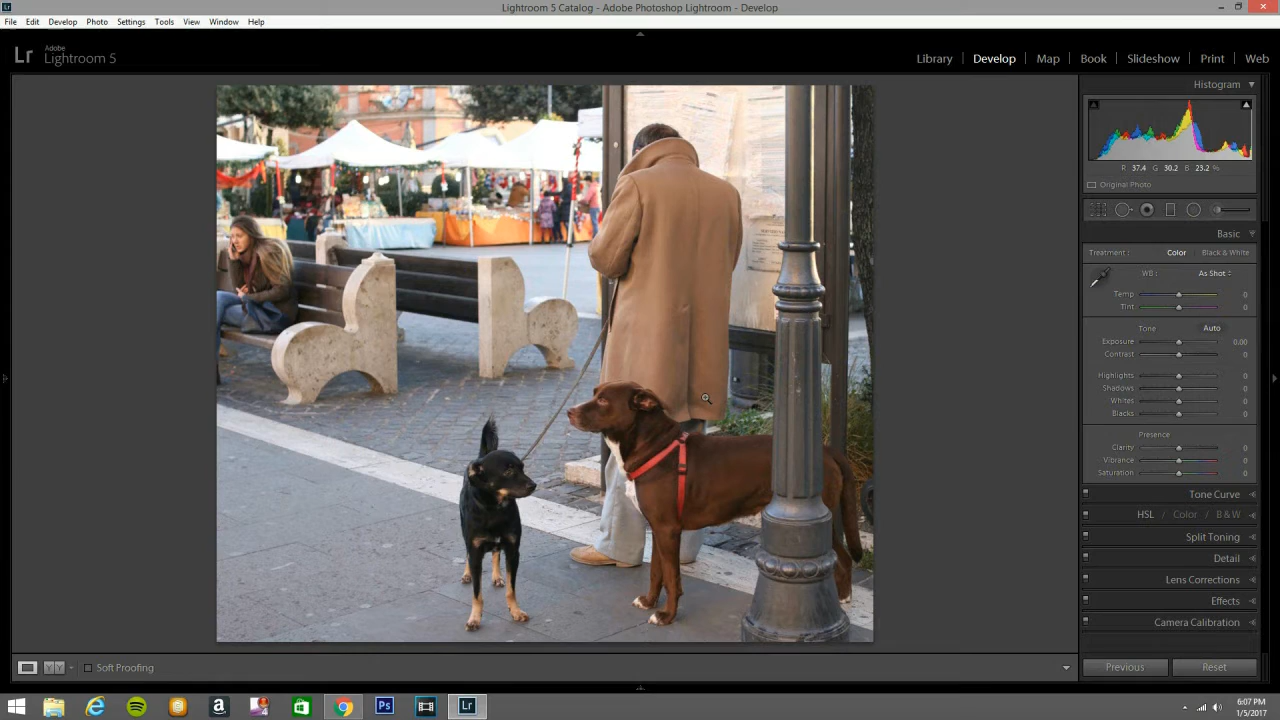 Lr
Lightroom 5 Catalog - Adobe Photoshop Lightroom - Develop
File Edit Develop Photo Settings Tools View Window Help
Lr Adobe
Lightroom 5
Library | Develop | Map | Book | Slideshow | Print | Web
Histogram
R 37.4 G 30.2 B 23.2 %
Original Photo
Basic
Treatment : Color Black & White
WB : As Shot
Temp 0
Tint 0
Tone Auto
Exposure 0.00
Contrast 0
Highlights 0
Shadows 0
Whites 0
Blacks 0
Presence
Clarity 0
Vibrance 0
Saturation 0
Tone Curve
HSL / Color / B & W
Split Toning
Detail
Lens Corrections
Effects
Camera Calibration
Y Y Soft Proofing
Previous Reset
Ps Lr
6:07 PM
1/5/2017